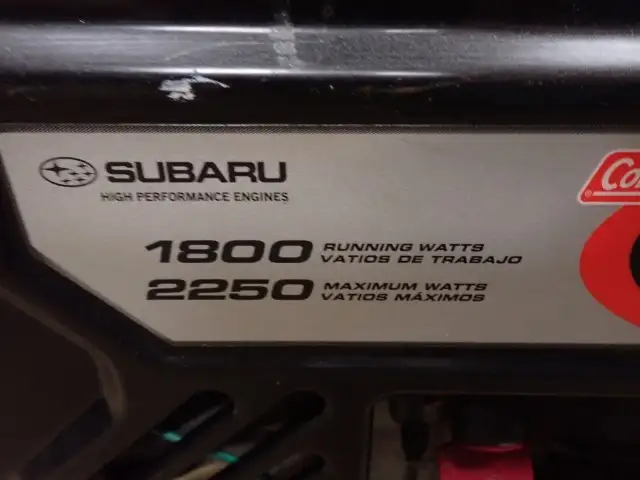 SUBARU
HIGH PERFORMANCE ENGINES
1800 RUNNING WATTS
VATIOS DE TRABAJO
2250 MAXIMUM WATTS
VATIOS MÁXIMOS